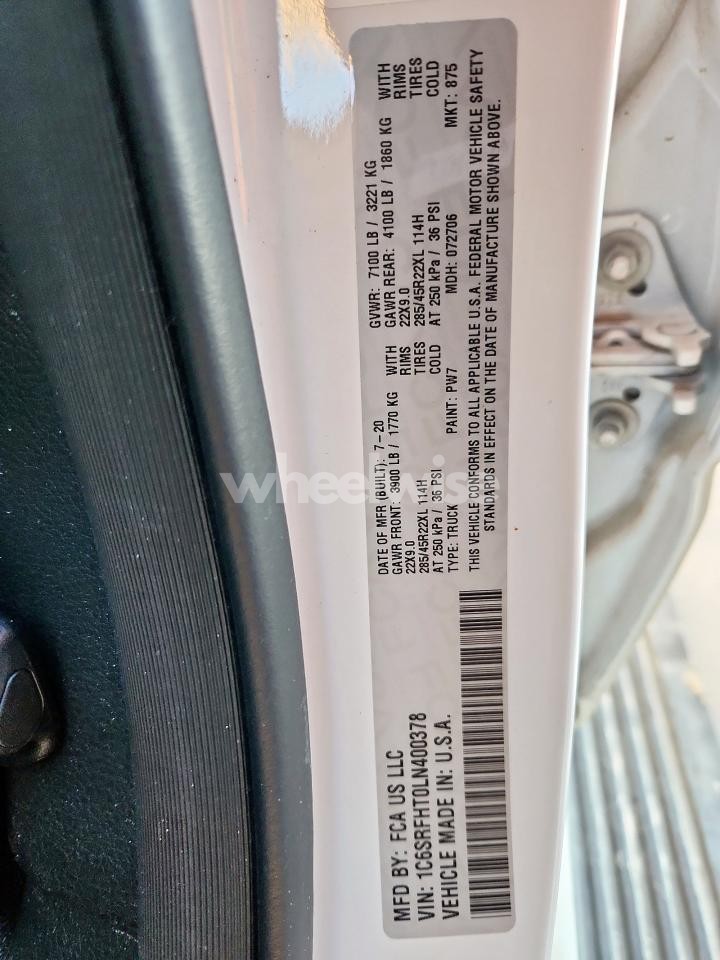 MFD BY: FCA US LLC
VIN: 1C6SRFHT0LN400378
VEHICLE MADE IN: U.S.A.
DATE OF MFR (BUILT): 7-20 GVWR: 7100 LB / 3221 KG
GAWR FRONT: 3900 LB / 1770 KG WITH GAWR REAR: 4100 LB / 1860 KG WITH
22X9.0 RIMS 22X9.0 RIMS
285/45R22XL 114H TIRES 285/45R22XL 114H TIRES
AT 250 kPa / 36 PSI COLD AT 250 kPa / 36 PSI COLD
TYPE: TRUCK PAINT: PW7 MDH: 072706 MKT: 875
THIS VEHICLE CONFORMS TO ALL APPLICABLE U.S.A. FEDERAL MOTOR VEHICLE SAFETY
STANDARDS IN EFFECT ON THE DATE OF MANUFACTURE SHOWN ABOVE.
wheelwise